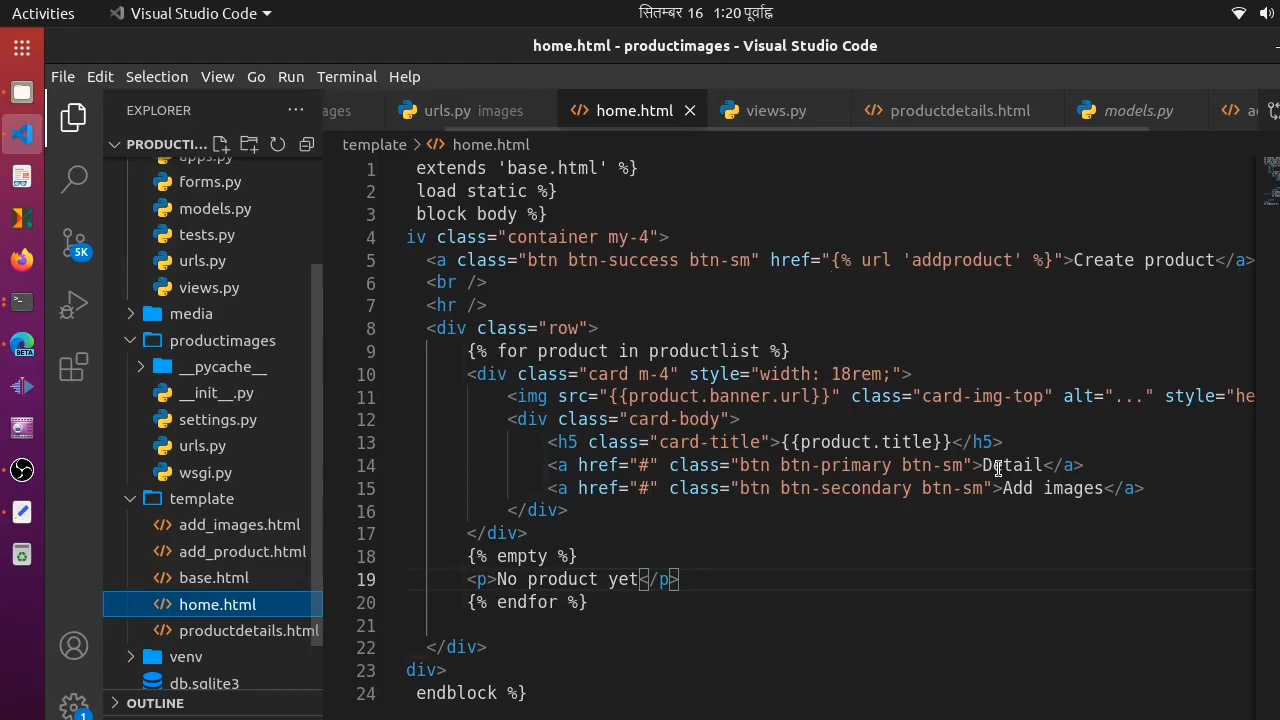 Activities
Visual Studio Code
सितम्बर 16 1:20 पूर्वाह्न
home.html - productimages - Visual Studio Code
File Edit Selection View Go Run Terminal Help
EXPLORER
ages
urls.py images
home.html
views.py
productdetails.html
models.py
PRODUCTI...
template > home.html
apps.py
forms.py
models.py
tests.py
urls.py
views.py
media
productimages
__pycache__
__init__.py
settings.py
urls.py
wsgi.py
template
add_images.html
add_product.html
base.html
home.html
productdetails.html
venv
db.sqlite3
OUTLINE
5K
1
BETA
1 extends 'base.html' %}
2 load static %}
3 block body %}
4 iv class="container my-4">
5 <a class="btn btn-success btn-sm" href="{% url 'addproduct' %}">Create product</a>
6 <br />
7 <hr />
8 <div class="row">
9 {% for product in productlist %}
10 <div class="card m-4" style="width: 18rem;">
11 <img src="{{product.banner.url}}" class="card-img-top" alt="..." style="he
12 <div class="card-body">
13 <h5 class="card-title">{{product.title}}</h5>
14 <a href="#" class="btn btn-primary btn-sm">Detail</a>
15 <a href="#" class="btn btn-secondary btn-sm">Add images</a>
16 </div>
17 </div>
18 {% empty %}
19 <p>No product yet</p>
20 {% endfor %}
21
22 </div>
23 div>
24 endblock %}